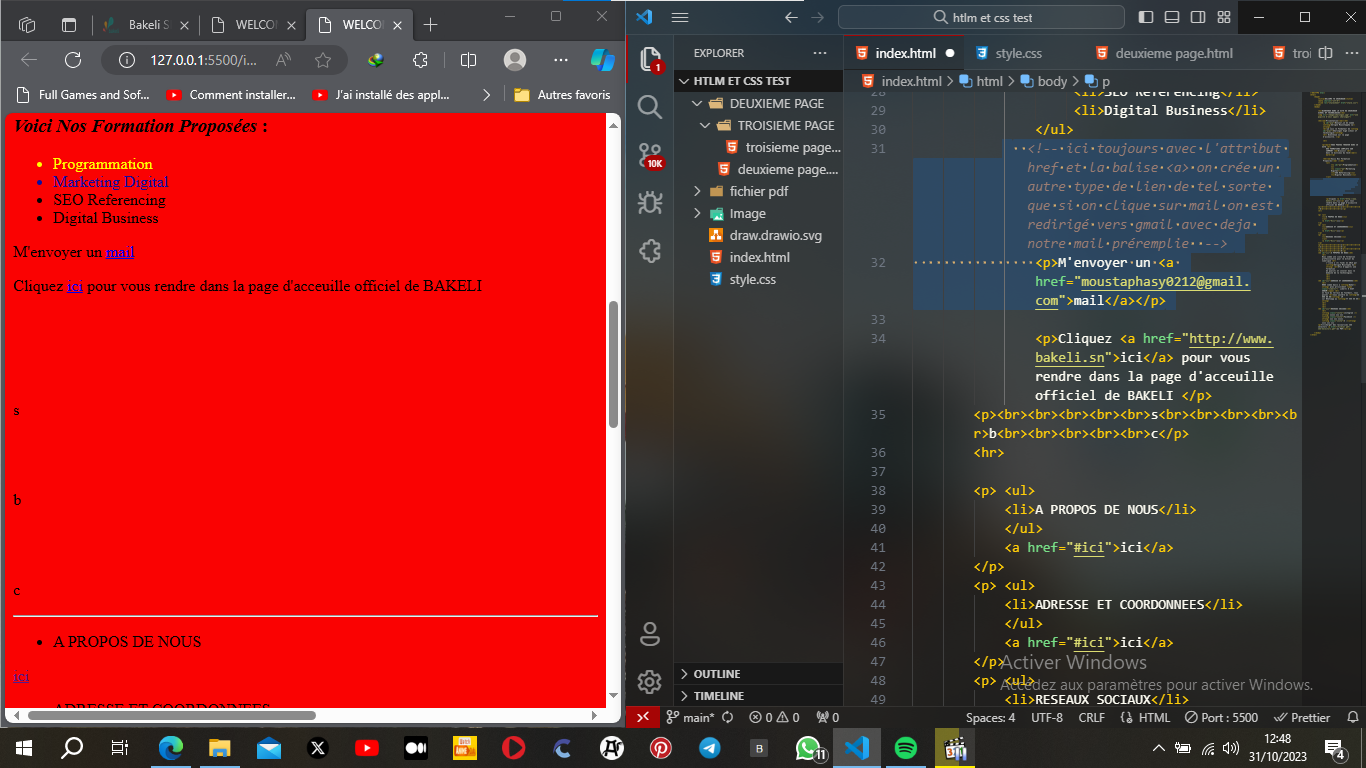 Bakeli S
WELCO
WELCO
127.0.0.1:5500/i...
Full Games and Sof...
Comment installer...
J'ai installé des appl...
Autres favoris
Voici Nos Formation Proposées :
Programmation
Marketing Digital
SEO Referencing
Digital Business
M'envoyer un mail
Cliquez ici pour vous rendre dans la page d'acceuille officiel de BAKELI
s
b
c
A PROPOS DE NOUS
ici
ADRESSE ET COORDONNEES
htlm et css test
EXPLORER
HTLM ET CSS TEST
DEUXIEME PAGE
TROISIEME PAGE
troisieme page...
deuxieme page....
fichier pdf
Image
draw.drawio.svg
index.html
style.css
OUTLINE
TIMELINE
1
10K
index.html
style.css
deuxieme page.html
troi
index.html > html > body > p
28 <li>SEO Referencing</li>
29 <li>Digital Business</li>
30 </ul>
31 <!-- ici toujours avec l'attribut
href et la balise <a> on crée un
autre type de lien de tel sorte
que si on clique sur mail on est
redirigé vers gmail avec deja
notre mail préremplie -->
32 <p>M'envoyer un <a
href="moustaphasy0212@gmail.
com">mail</a></p>
33
34 <p>Cliquez <a href="http://www.
bakeli.sn">ici</a> pour vous
rendre dans la page d'acceuille
officiel de BAKELI </p>
35 <p><br><br><br><br><br>s<br><br><br><br><b
r>b<br><br><br><br><br>c</p>
36 <hr>
37
38 <p> <ul>
39 <li>A PROPOS DE NOUS</li>
40 </ul>
41 <a href="#ici">ici</a>
42 </p>
43 <p> <ul>
44 <li>ADRESSE ET COORDONNEES</li>
45 </ul>
46 <a href="#ici">ici</a>
47 </p>
48 <p> <ul>
49 <li>RESEAUX SOCIAUX</li>
Activer Windows
Accédez aux paramètres pour activer Windows.
main* 0 0 0 Spaces: 4 UTF-8 CRLF HTML Port : 5500 Prettier
11
12:48
31/10/2023
4